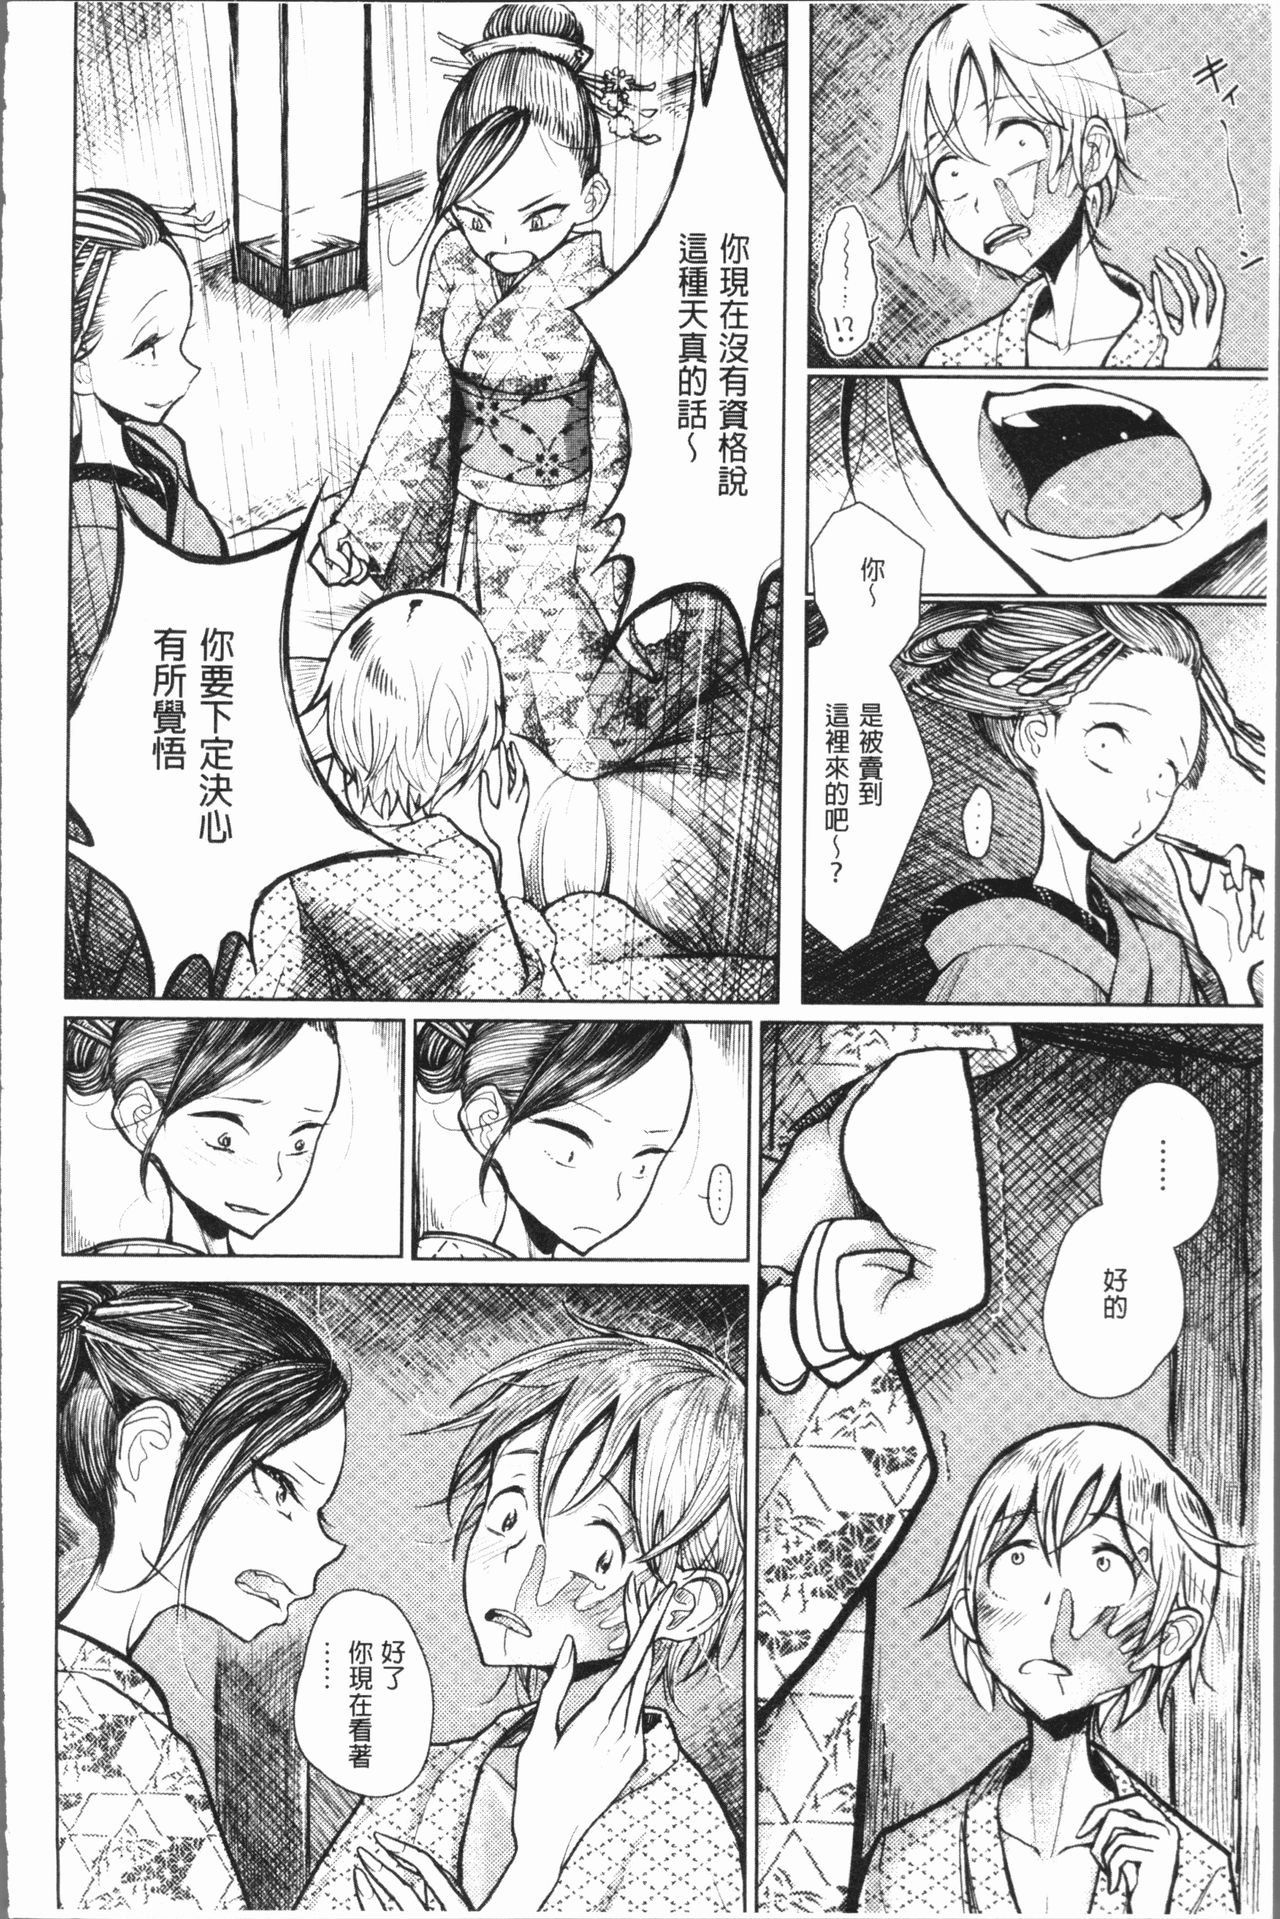 キィーーン
……!?
你～
是被賣到
這裡來的吧～？
……
你現在沒有資格說
這種天真的話～
你要下定決心
有所覺悟
……
好的
……
好了
你現在看著
……